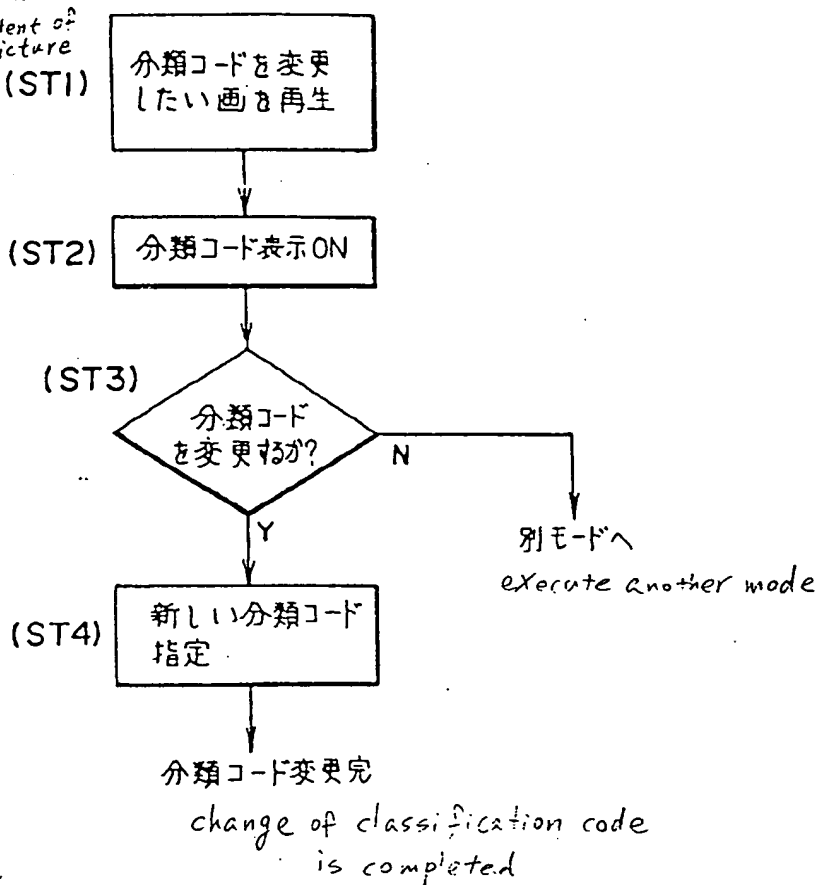 picture
(ST1)
分類コードを変更
したい画を再生
(ST2)
分類コード表示ON
(ST3)
分類コード
を変更するか?
N
Y
別モードへ
execute another mode
(ST4)
新しい分類コード
指定
分類コード変更完
change of classification code
is completed